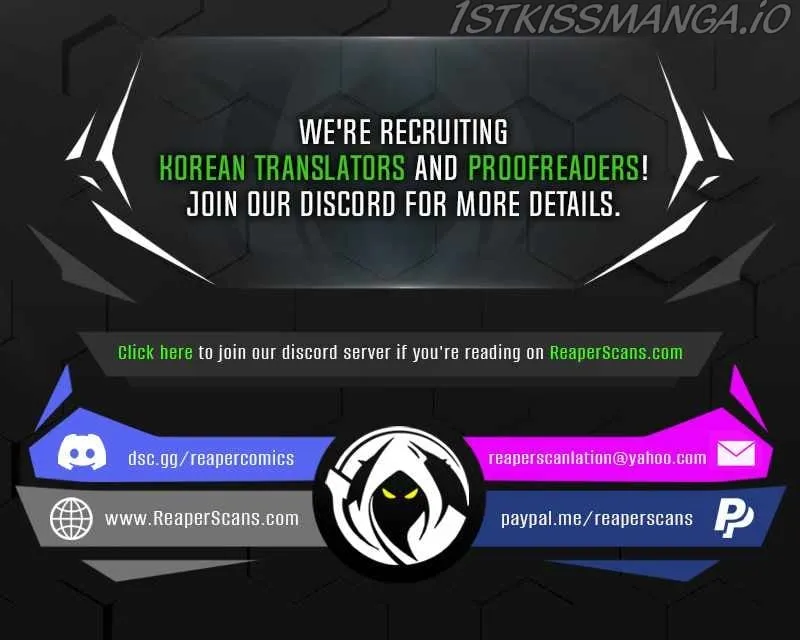 1STKISSMANGA.IO
WE'RE RECRUITING
KOREAN TRANSLATORS AND PROOFREADERS!
JOIN OUR DISCORD FOR MORE DETAILS.
Click here to join our discord server if you're reading on ReaperScans.com
dsc.gg/reapercomics
reaperscanlation@yahoo.com
www.ReaperScans.com
paypal.me/reaperscans